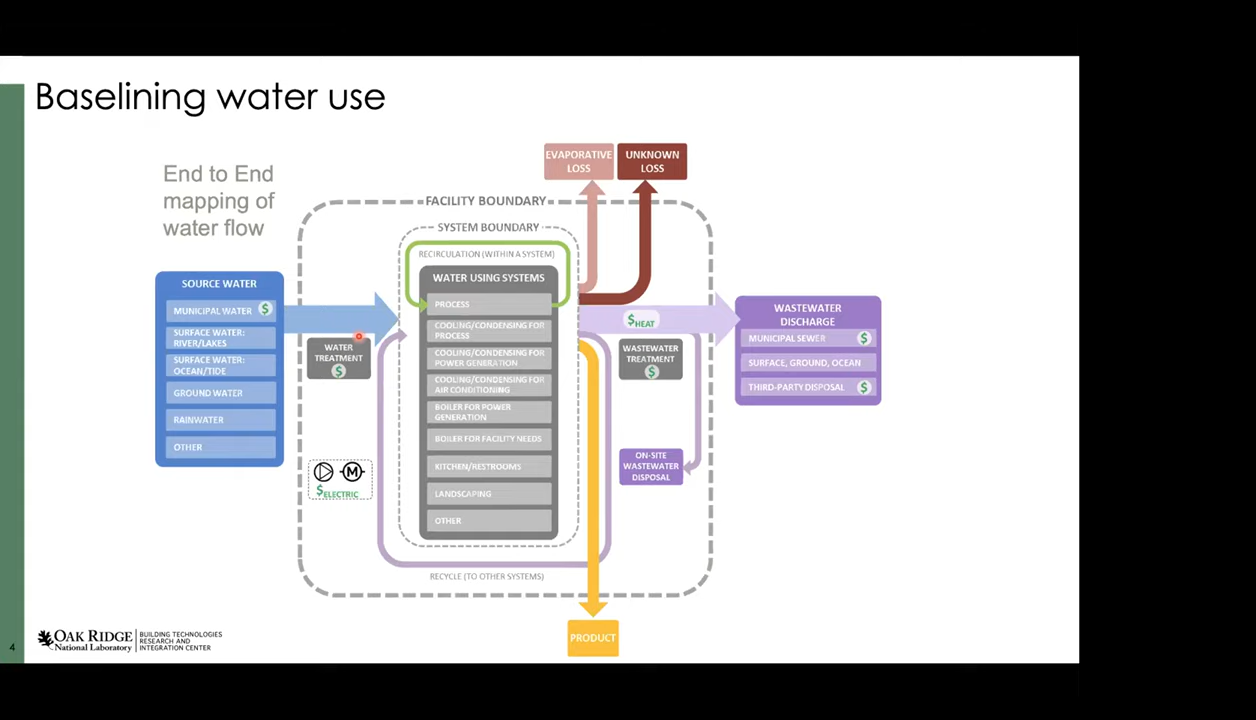 Baselining water use
End to End
mapping of
water flow
EVAPORATIVE
LOSS
UNKNOWN
LOSS
FACILITY BOUNDARY
SYSTEM BOUNDARY
RECIRCULATION (WITHIN A SYSTEM)
SOURCE WATER
MUNICIPAL WATER $
SURFACE WATER:
RIVER/LAKES
SURFACE WATER:
OCEAN/TIDE
GROUND WATER
RAINWATER
OTHER
WATER
TREATMENT
$
M
$ELECTRIC
WATER USING SYSTEMS
PROCESS
COOLING/CONDENSING FOR
PROCESS
COOLING/CONDENSING FOR
POWER GENERATION
COOLING/CONDENSING FOR
AIR CONDITIONING
BOILER FOR POWER
GENERATION
BOILER FOR FACILITY NEEDS
KITCHEN/RESTROOMS
LANDSCAPING
OTHER
RECYCLE (TO OTHER SYSTEMS)
$HEAT
WASTEWATER
TREATMENT
$
ON-SITE
WASTEWATER
DISPOSAL
WASTEWATER
DISCHARGE
MUNICIPAL SEWER $
SURFACE, GROUND, OCEAN
THIRD-PARTY DISPOSAL $
PRODUCT
4
OAK RIDGE
National Laboratory
BUILDING TECHNOLOGIES
RESEARCH AND
INTEGRATION CENTER